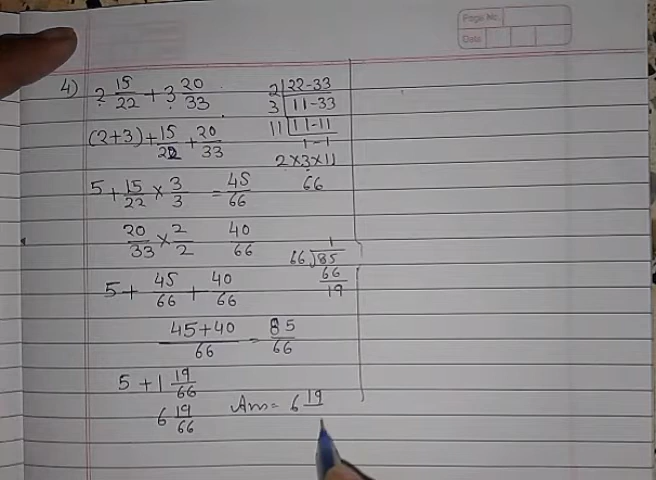 Page No.
Date
4) 2 15/22 + 3 20/33
(2+3) + 15/22 + 20/33
5 + 15/22 × 3/3 = 45/66
20/33 × 2/2 40/66
5 + 45/66 + 40/66
45+40/66 = 85/66
5 + 1 19/66
6 19/66
Ans = 6 19/
2 | 22-33
3 | 11-33
11 | 11-11
1-1
2×3×11
66
1
66)85
66
19